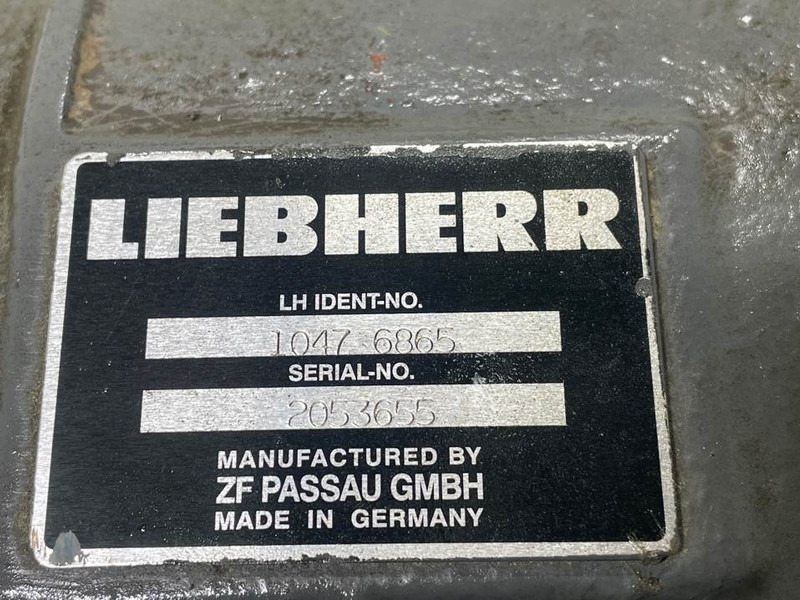 LIEBHERR
LH IDENT-NO.
1047 6865
SERIAL-NO.
2053655
MANUFACTURED BY
ZF PASSAU GMBH
MADE IN GERMANY